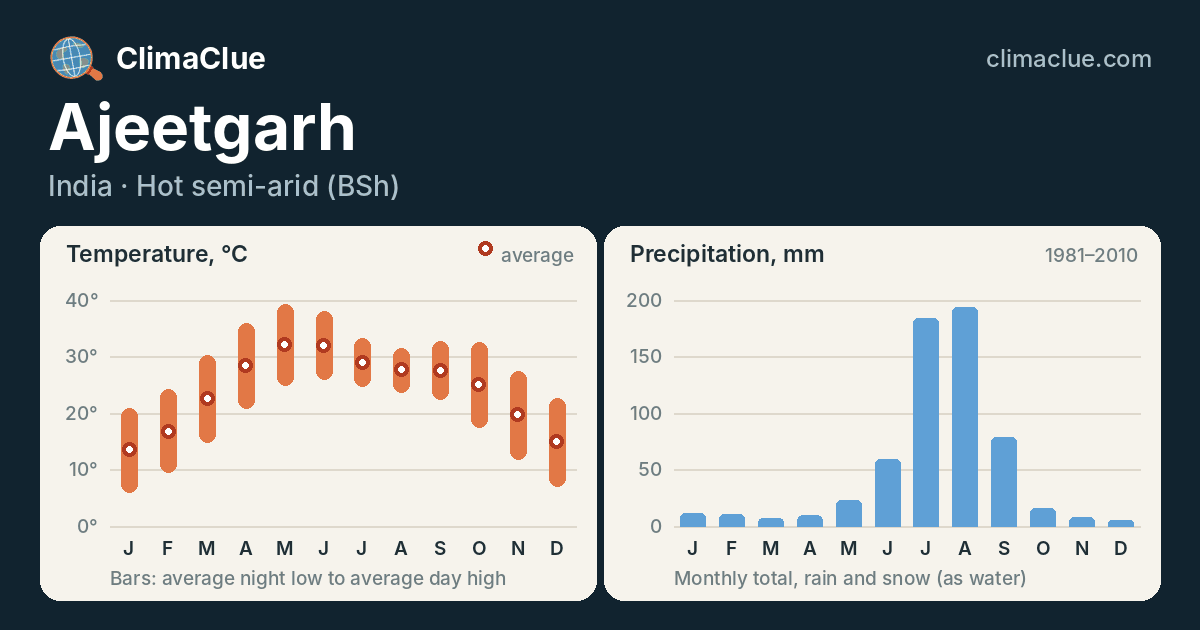 ClimaClue
climaclue.com
Ajeetgarh
India · Hot semi-arid (BSh)
Temperature, °C
average
40°
30°
20°
10°
0°
J F M A M J J A S O N D
Bars: average night low to average day high
Precipitation, mm
1981–2010
200
150
100
50
0
J F M A M J J A S O N D
Monthly total, rain and snow (as water)